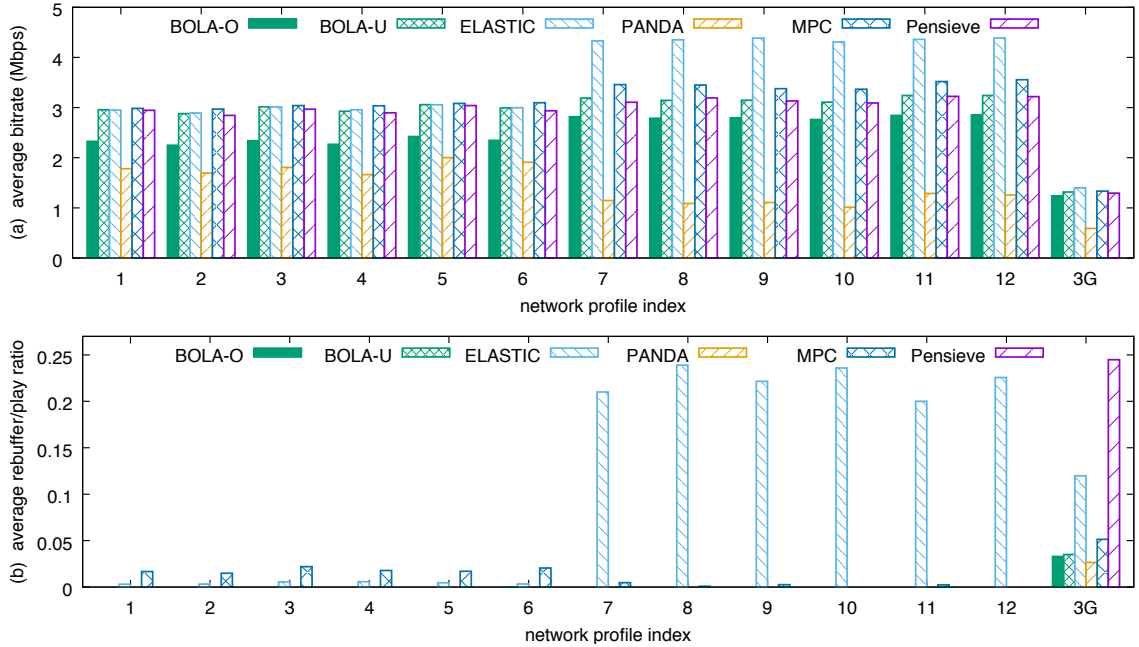 (a) average bitrate (Mbps)
5
4
3
2
1
0
BOLA-O BOLA-U ELASTIC PANDA MPC Pensieve
1 2 3 4 5 6 7 8 9 10 11 12 3G
network profile index
(b) average rebuffer/play ratio
0.25
0.2
0.15
0.1
0.05
0
BOLA-O BOLA-U ELASTIC PANDA MPC Pensieve
1 2 3 4 5 6 7 8 9 10 11 12 3G
network profile index